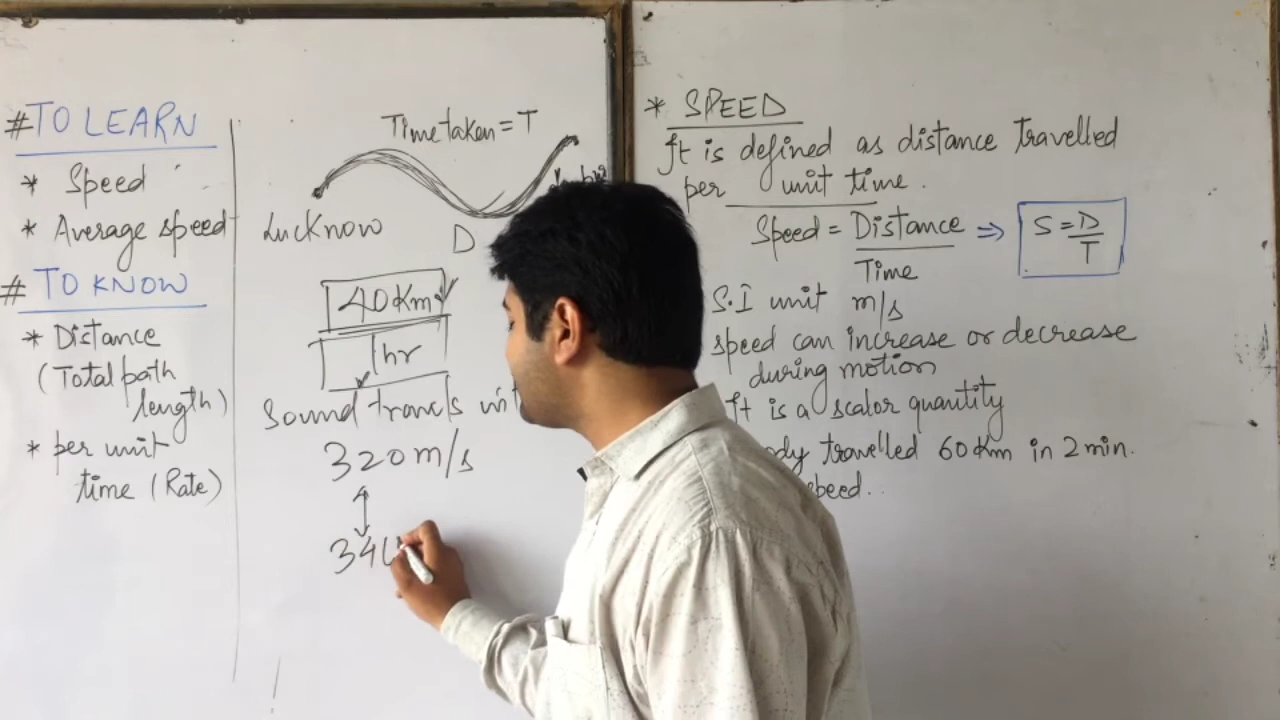 # TO LEARN
* Speed
* Average speed
# TO KNOW
* Distance
(Total path
length)
* per unit
time (Rate)
Time taken = T
Lucknow
D
40 Km
1 hr
Sound travels
320 m/s
34
* SPEED
It is defined as distance travelled
per unit time.
Speed = Distance / Time ⇒ S = D / T
S.I unit m/s
speed can increase or decrease
during motion
It is a scalor quantity
travelled 60 Km in 2 min.
speed..